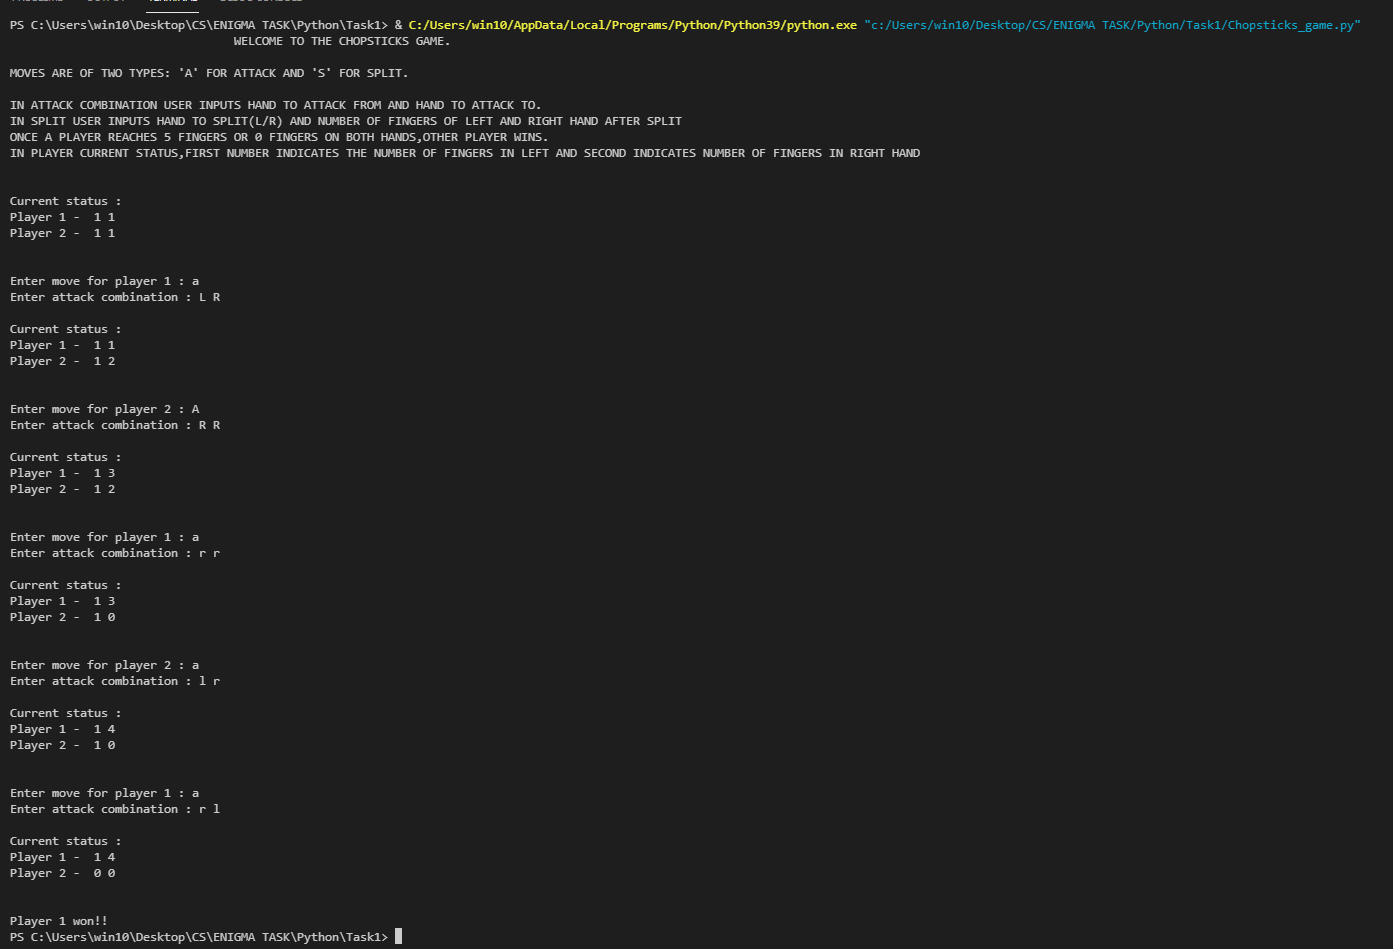 PS C:\Users\win10\Desktop\CS\ENIGMA TASK\Python\Task1> & C:/Users/win10/AppData/Local/Programs/Python/Python39/python.exe "c:/Users/win10/Desktop/CS/ENIGMA TASK/Python/Task1/Chopsticks_game.py"
WELCOME TO THE CHOPSTICKS GAME.
MOVES ARE OF TWO TYPES: 'A' FOR ATTACK AND 'S' FOR SPLIT.
IN ATTACK COMBINATION USER INPUTS HAND TO ATTACK FROM AND HAND TO ATTACK TO.
IN SPLIT USER INPUTS HAND TO SPLIT(L/R) AND NUMBER OF FINGERS OF LEFT AND RIGHT HAND AFTER SPLIT
ONCE A PLAYER REACHES 5 FINGERS OR 0 FINGERS ON BOTH HANDS,OTHER PLAYER WINS.
IN PLAYER CURRENT STATUS,FIRST NUMBER INDICATES THE NUMBER OF FINGERS IN LEFT AND SECOND INDICATES NUMBER OF FINGERS IN RIGHT HAND
Current status :
Player 1 -  1 1
Player 2 -  1 1
Enter move for player 1 : a
Enter attack combination : L R
Current status :
Player 1 -  1 1
Player 2 -  1 2
Enter move for player 2 : A
Enter attack combination : R R
Current status :
Player 1 -  1 3
Player 2 -  1 2
Enter move for player 1 : a
Enter attack combination : r r
Current status :
Player 1 -  1 3
Player 2 -  1 0
Enter move for player 2 : a
Enter attack combination : l r
Current status :
Player 1 -  1 4
Player 2 -  1 0
Enter move for player 1 : a
Enter attack combination : r l
Current status :
Player 1 -  1 4
Player 2 -  0 0
Player 1 won!!
PS C:\Users\win10\Desktop\CS\ENIGMA TASK\Python\Task1>